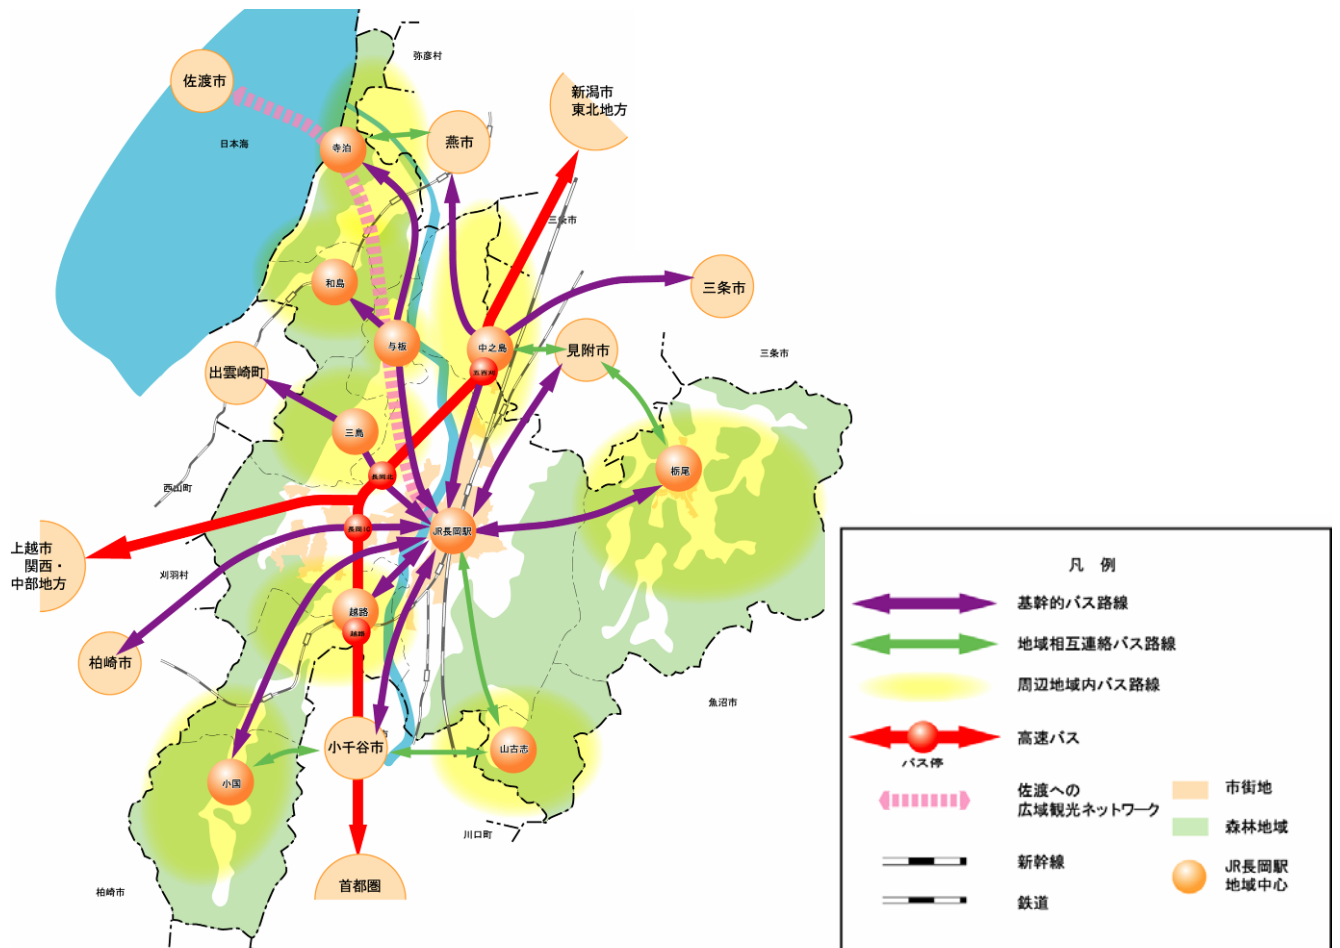 弥彦村
佐渡市
新潟市
東北地方
日本海
寺泊
燕市
三条市
和島
三条市
与板
中之島
見附市
三条市
出雲崎町
三島
栃尾
長岡北
西山町
JR長岡駅
上越市
関西・
中部地方
刈羽村
越路
越路
柏崎市
魚沼市
小千谷市
山古志
小国
川口町
首都圏
柏崎市
凡 例
基幹的バス路線
地域相互連絡バス路線
周辺地域内バス路線
高速バス
バス停
佐渡への
広域観光ネットワーク
市街地
森林地域
新幹線
JR長岡駅
地域中心
鉄道